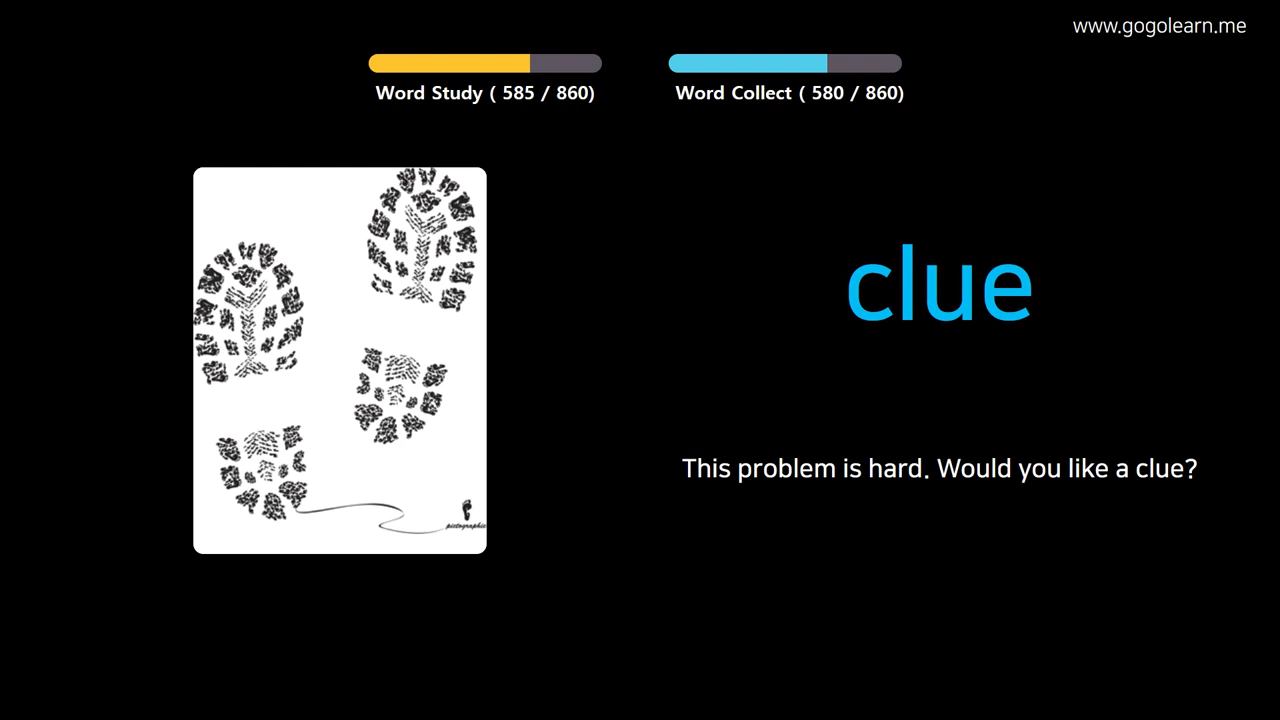 www.gogolearn.me
Word Study ( 585 / 860)
Word Collect ( 580 / 860)
clue
This problem is hard. Would you like a clue?
pictographic